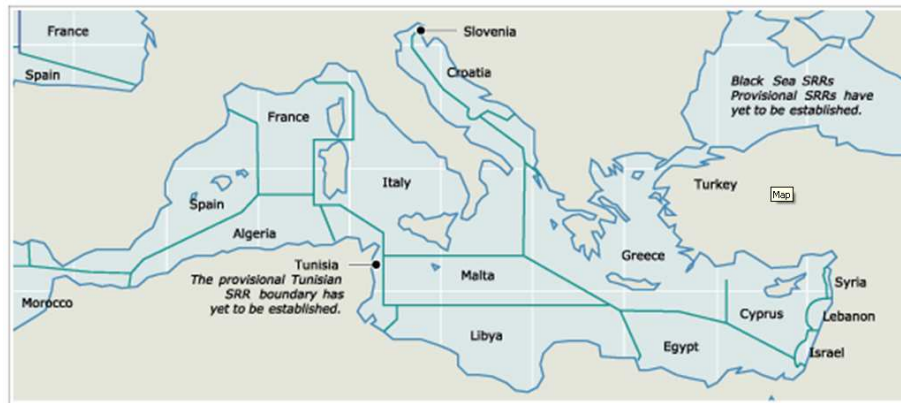 France
Slovenia
Spain
Croatia
Black Sea SRRs
Provisional SRRs have
yet to be established.
France
Italy
Turkey
Map
Spain
Algeria
Greece
Tunisia
The provisional Tunisian
SRR boundary has
yet to be established.
Malta
Syria
Morocco
Cyprus
Lebanon
Libya
Egypt
Israel